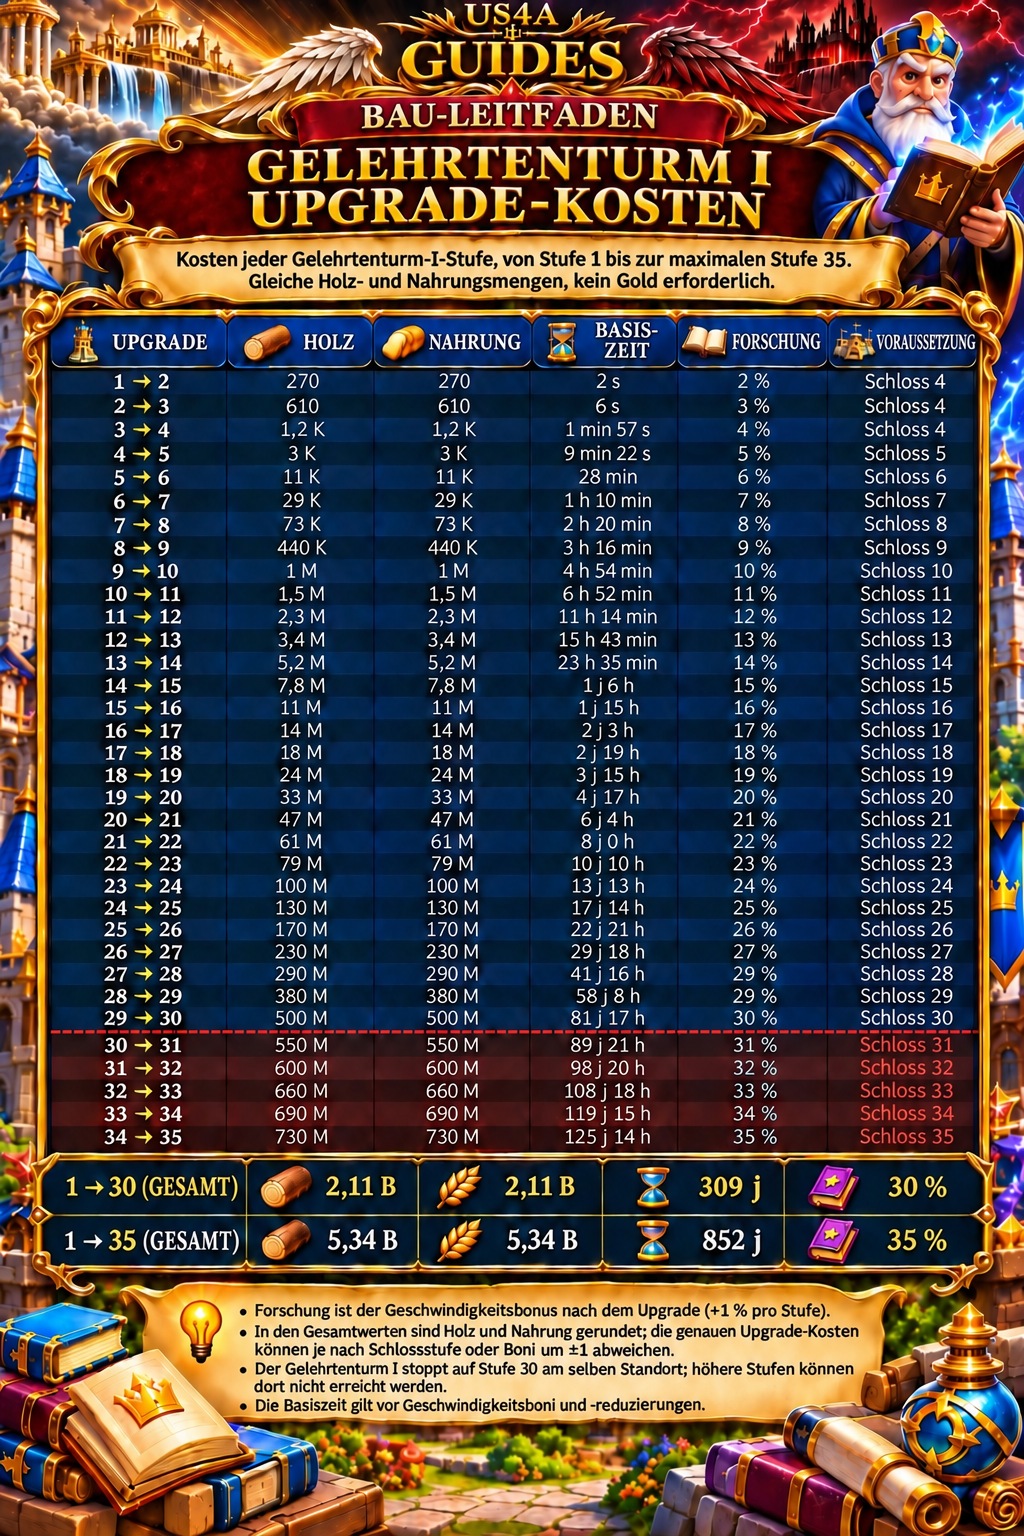 US4A
GUIDES
BAU-LEITFADEN
GELEHRTENTURM I
UPGRADE-KOSTEN
Kosten jeder Gelehrtenturm-I-Stufe, von Stufe 1 bis zur maximalen Stufe 35.
Gleiche Holz- und Nahrungsmengen, kein Gold erforderlich.
UPGRADE HOLZ NAHRUNG BASIS-ZEIT FORSCHUNG VORAUSSETZUNG
1 → 2 270 270 2 s 2 % Schloss 4
2 → 3 610 610 6 s 3 % Schloss 4
3 → 4 1,2 K 1,2 K 1 min 57 s 4 % Schloss 4
4 → 5 3 K 3 K 9 min 22 s 5 % Schloss 5
5 → 6 11 K 11 K 28 min 6 % Schloss 6
6 → 7 29 K 29 K 1 h 10 min 7 % Schloss 7
7 → 8 73 K 73 K 2 h 20 min 8 % Schloss 8
8 → 9 440 K 440 K 3 h 16 min 9 % Schloss 9
9 → 10 1 M 1 M 4 h 54 min 10 % Schloss 10
10 → 11 1,5 M 1,5 M 6 h 52 min 11 % Schloss 11
11 → 12 2,3 M 2,3 M 11 h 14 min 12 % Schloss 12
12 → 13 3,4 M 3,4 M 15 h 43 min 13 % Schloss 13
13 → 14 5,2 M 5,2 M 23 h 35 min 14 % Schloss 14
14 → 15 7,8 M 7,8 M 1 j 6 h 15 % Schloss 15
15 → 16 11 M 11 M 1 j 15 h 16 % Schloss 16
16 → 17 14 M 14 M 2 j 3 h 17 % Schloss 17
17 → 18 18 M 18 M 2 j 19 h 18 % Schloss 18
18 → 19 24 M 24 M 3 j 15 h 19 % Schloss 19
19 → 20 33 M 33 M 4 j 17 h 20 % Schloss 20
20 → 21 47 M 47 M 6 j 4 h 21 % Schloss 21
21 → 22 61 M 61 M 8 j 0 h 22 % Schloss 22
22 → 23 79 M 79 M 10 j 10 h 23 % Schloss 23
23 → 24 100 M 100 M 13 j 13 h 24 % Schloss 24
24 → 25 130 M 130 M 17 j 14 h 25 % Schloss 25
25 → 26 170 M 170 M 22 j 21 h 26 % Schloss 26
26 → 27 230 M 230 M 29 j 18 h 27 % Schloss 27
27 → 28 290 M 290 M 41 j 16 h 29 % Schloss 28
28 → 29 380 M 380 M 58 j 8 h 29 % Schloss 29
29 → 30 500 M 500 M 81 j 17 h 30 % Schloss 30
30 → 31 550 M 550 M 89 j 21 h 31 % Schloss 31
31 → 32 600 M 600 M 98 j 20 h 32 % Schloss 32
32 → 33 660 M 660 M 108 j 18 h 33 % Schloss 33
33 → 34 690 M 690 M 119 j 15 h 34 % Schloss 34
34 → 35 730 M 730 M 125 j 14 h 35 % Schloss 35
1 → 30 (GESAMT) 2,11 B 2,11 B 309 j 30 %
1 → 35 (GESAMT) 5,34 B 5,34 B 852 j 35 %
• Forschung ist der Geschwindigkeitsbonus nach dem Upgrade (+1 % pro Stufe).
• In den Gesamtwerten sind Holz und Nahrung gerundet; die genauen Upgrade-Kosten
können je nach Schlossstufe oder Boni um ±1 abweichen.
• Der Gelehrtenturm I stoppt auf Stufe 30 am selben Standort; höhere Stufen können
dort nicht erreicht werden.
• Die Basiszeit gilt vor Geschwindigkeitsboni und -reduzierungen.